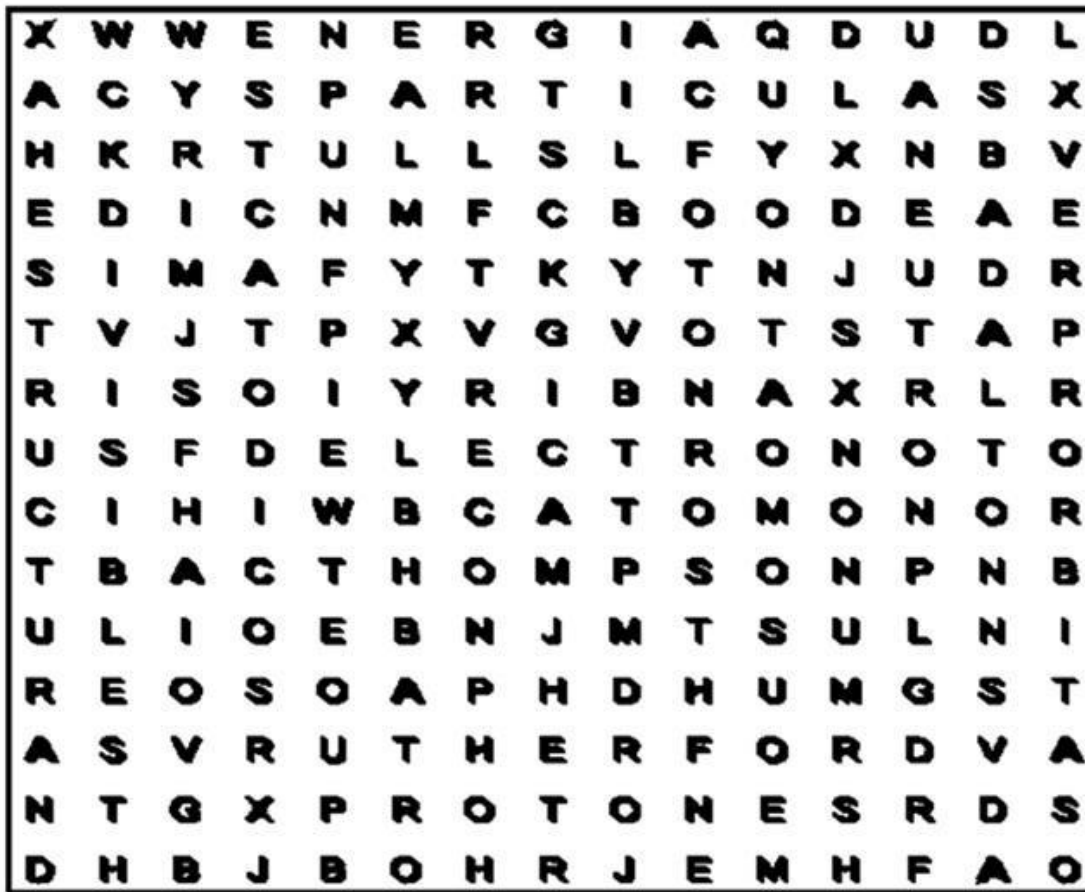 X W W E N E R G I A Q D U D L
A C Y S P A R T I C U L A S X
H K R T U L L S L F Y X N B V
E D I C N M F C B O O D E A E
S I M A F Y T K Y T N J U D R
T V J T P X V G V O T S T A P
R I S O I Y R I B N A X R L R
U S F D E L E C T R O N O T O
C I H I W B C A T O M O N O R
T B A C T H O M P S O N P N B
U L I O E B N J M T S U L N I
R E O S O A P H D H U M G S T
A S V R U T H E R F O R D V A
N T G X P R O T O N E S R D S
D H B J B O H R J E M H F A O